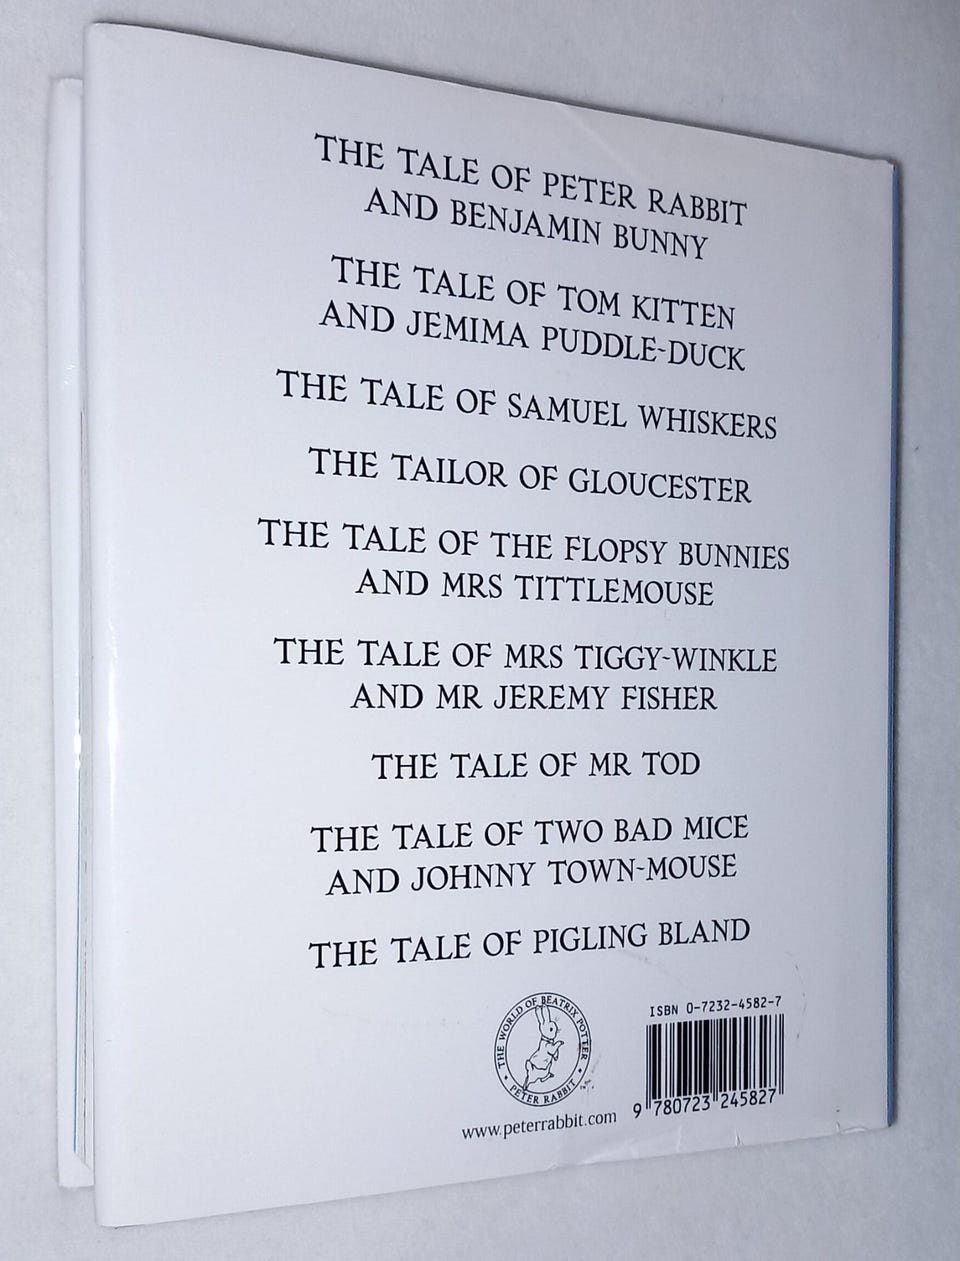 THE TALE OF PETER RABBIT
AND BENJAMIN BUNNY
THE TALE OF TOM KITTEN
AND JEMIMA PUDDLE-DUCK
THE TALE OF SAMUEL WHISKERS
THE TAILOR OF GLOUCESTER
THE TALE OF THE FLOPSY BUNNIES
AND MRS TITTLEMOUSE
THE TALE OF MRS TIGGY-WINKLE
AND MR JEREMY FISHER
THE TALE OF MR TOD
THE TALE OF TWO BAD MICE
AND JOHNNY TOWN-MOUSE
THE TALE OF PIGLING BLAND
THE WORLD OF BEATRIX POTTER
PETER RABBIT
www.peterrabbit.com
ISBN 0-7232-4582-7
9 780723 245827